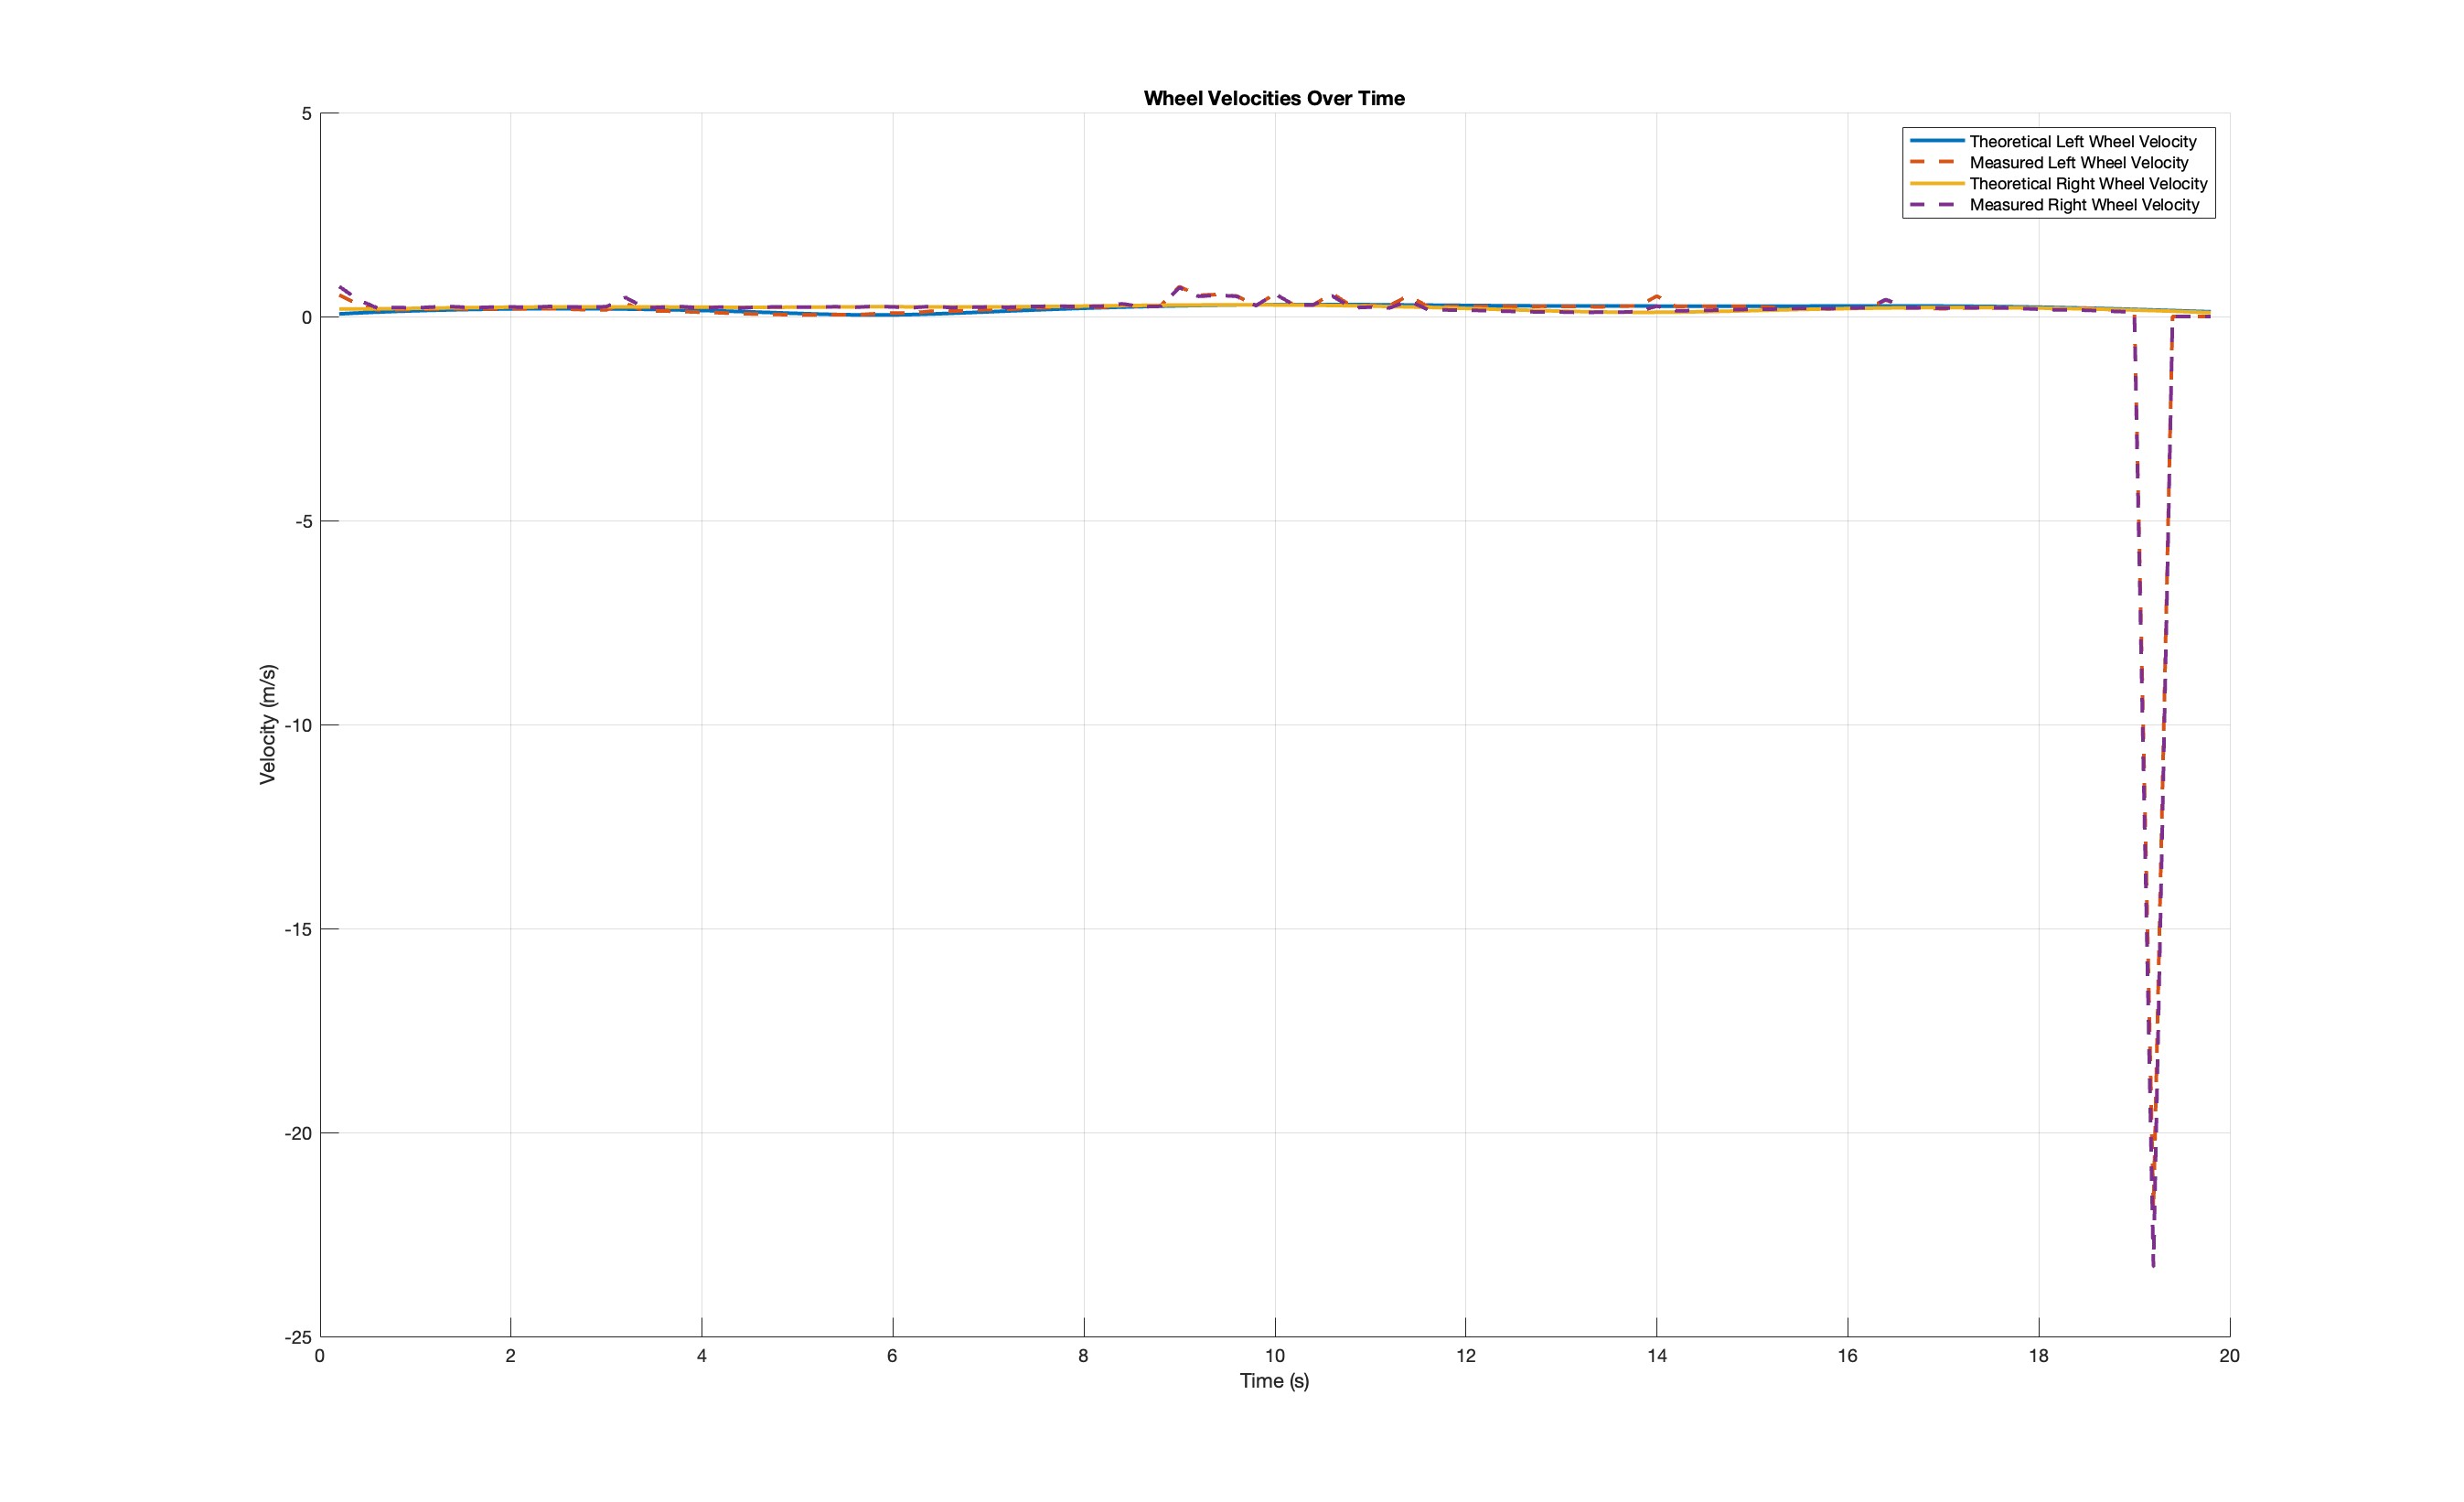 Wheel Velocities Over Time
Theoretical Left Wheel Velocity
Measured Left Wheel Velocity
Theoretical Right Wheel Velocity
Measured Right Wheel Velocity
Velocity (m/s)
5
0
-5
-10
-15
-20
-25
0 2 4 6 8 10 12 14 16 18 20
Time (s)